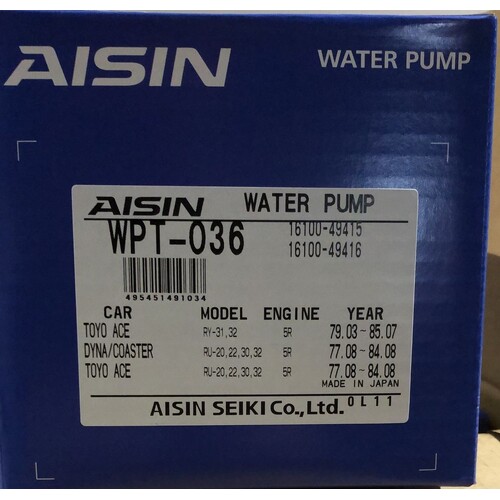 AISIN WATER PUMP
AISIN WATER PUMP
WPT-036 16100-49415
16100-49416
495451491034
CAR MODEL ENGINE YEAR
TOYO ACE RY-31,32 5R 79.03~85.07
DYNA/COASTER RU-20,22,30,32 5R 77.08~84.08
TOYO ACE RU-20,22,30,32 5R 77.08~84.08
MADE IN JAPAN
AISIN SEIKI Co.,Ltd. 0L11